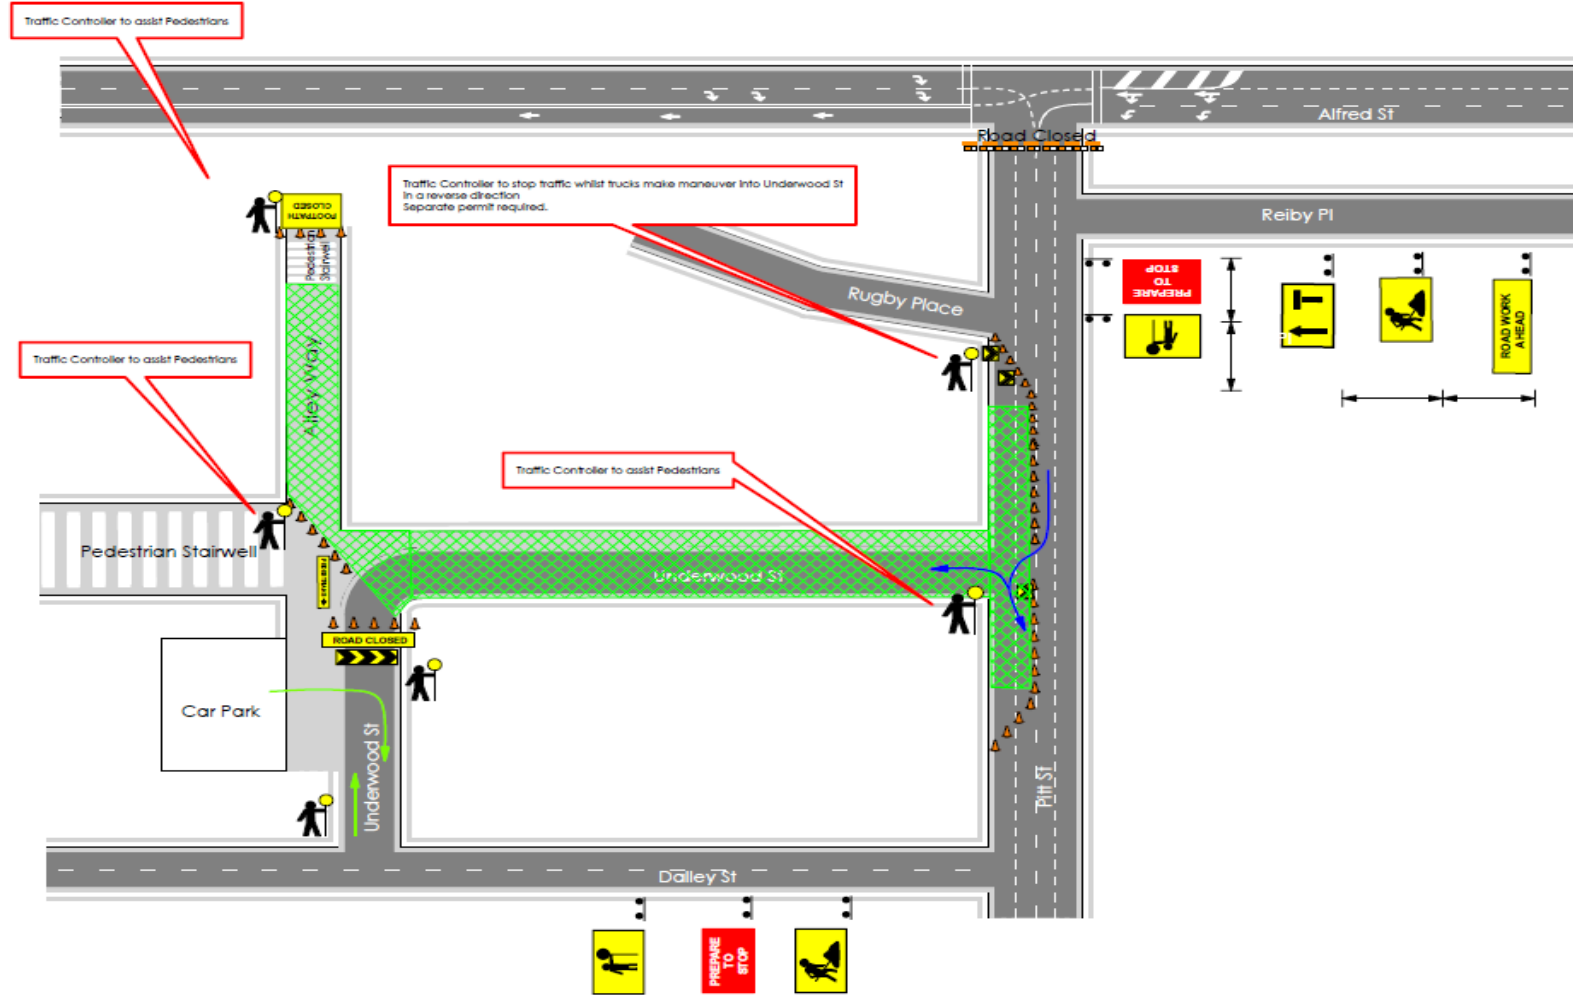 Traffic Controller to assist Pedestrians
Alfred St
Road Closed
Traffic Controller to stop traffic whilst trucks make maneuver into Underwood St
in a reverse direction
Separate permit required.
FOOTPATH
CLOSED
Reiby Pl
Pedestrian
Stairwell
PREPARE
TO
STOP
T
ROAD WORK
AHEAD
Rugby Place
Traffic Controller to assist Pedestrians
Alley Way
Traffic Controller to assist Pedestrians
Pedestrian Stairwell
Underwood St
PEDESTRIANS
ROAD CLOSED
Car Park
Underwood St
Pitt St
Dalley St
PREPARE
TO
STOP